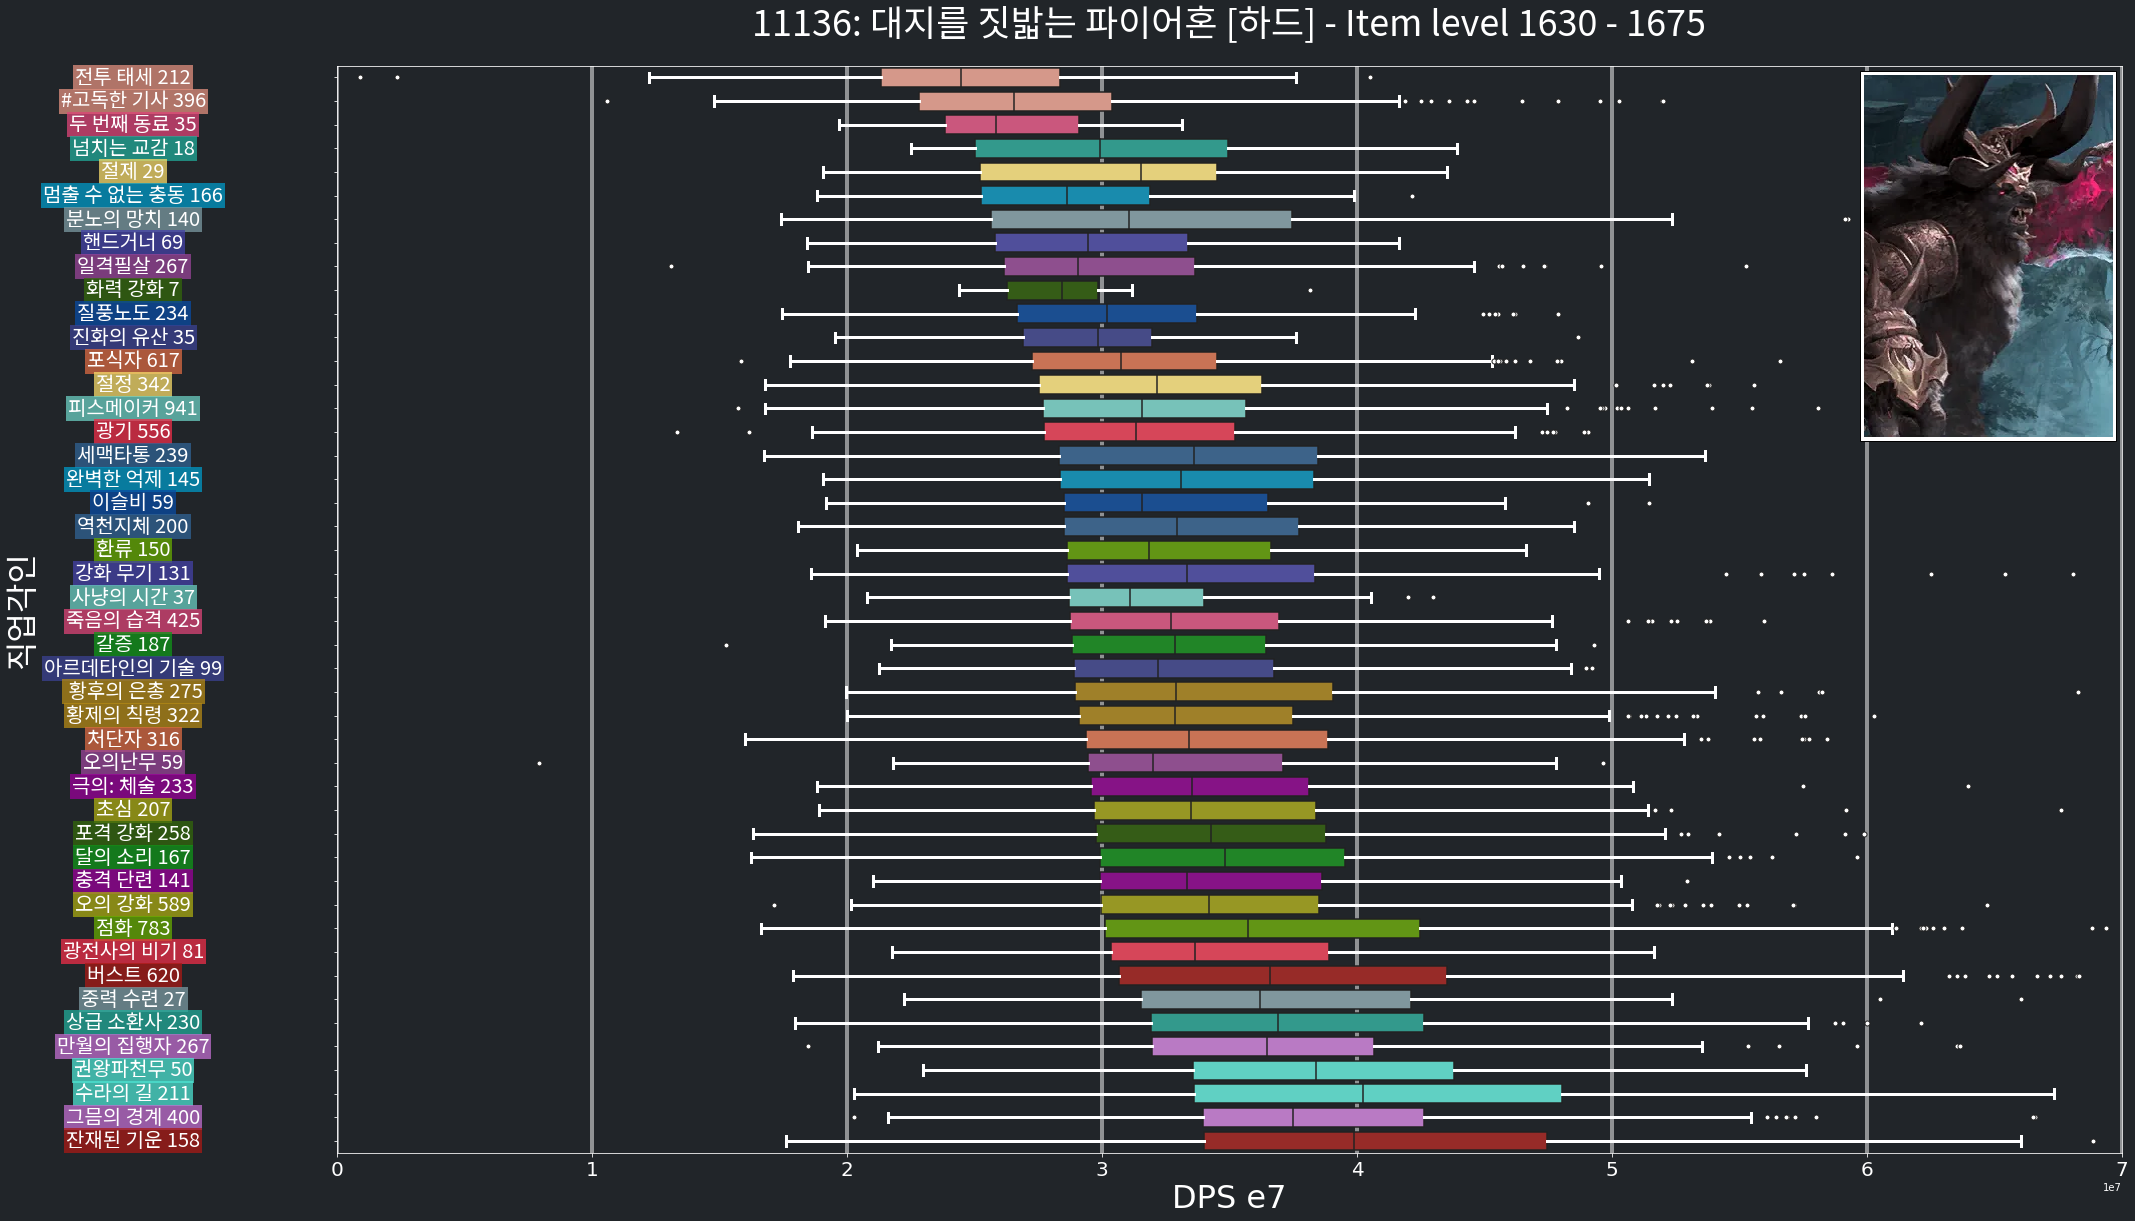 11136: 대지를 짓밟는 파이어혼 [하드] - Item level 1630 - 1675
전투 태세 212
#고독한 기사 396
두 번째 동료 35
넘치는 교감 18
절제 29
멈출 수 없는 충동 166
분노의 망치 140
핸드거너 69
일격필살 267
화력 강화 7
질풍노도 234
진화의 유산 35
포식자 617
절정 342
피스메이커 941
광기 556
세맥타통 239
완벽한 억제 145
이슬비 59
역천지체 200
환류 150
강화 무기 131
사냥의 시간 37
죽음의 습격 425
갈증 187
아르데타인의 기술 99
황후의 은총 275
황제의 칙령 322
처단자 316
오의난무 59
극의: 체술 233
초심 207
포격 강화 258
달의 소리 167
충격 단련 141
오의 강화 589
점화 783
광전사의 비기 81
버스트 620
중력 수련 27
상급 소환사 230
만월의 집행자 267
권왕파천무 50
수라의 길 211
그믐의 경계 400
잔재된 기운 158
직업각인
0 1 2 3 4 5 6 7
1e7
DPS e7